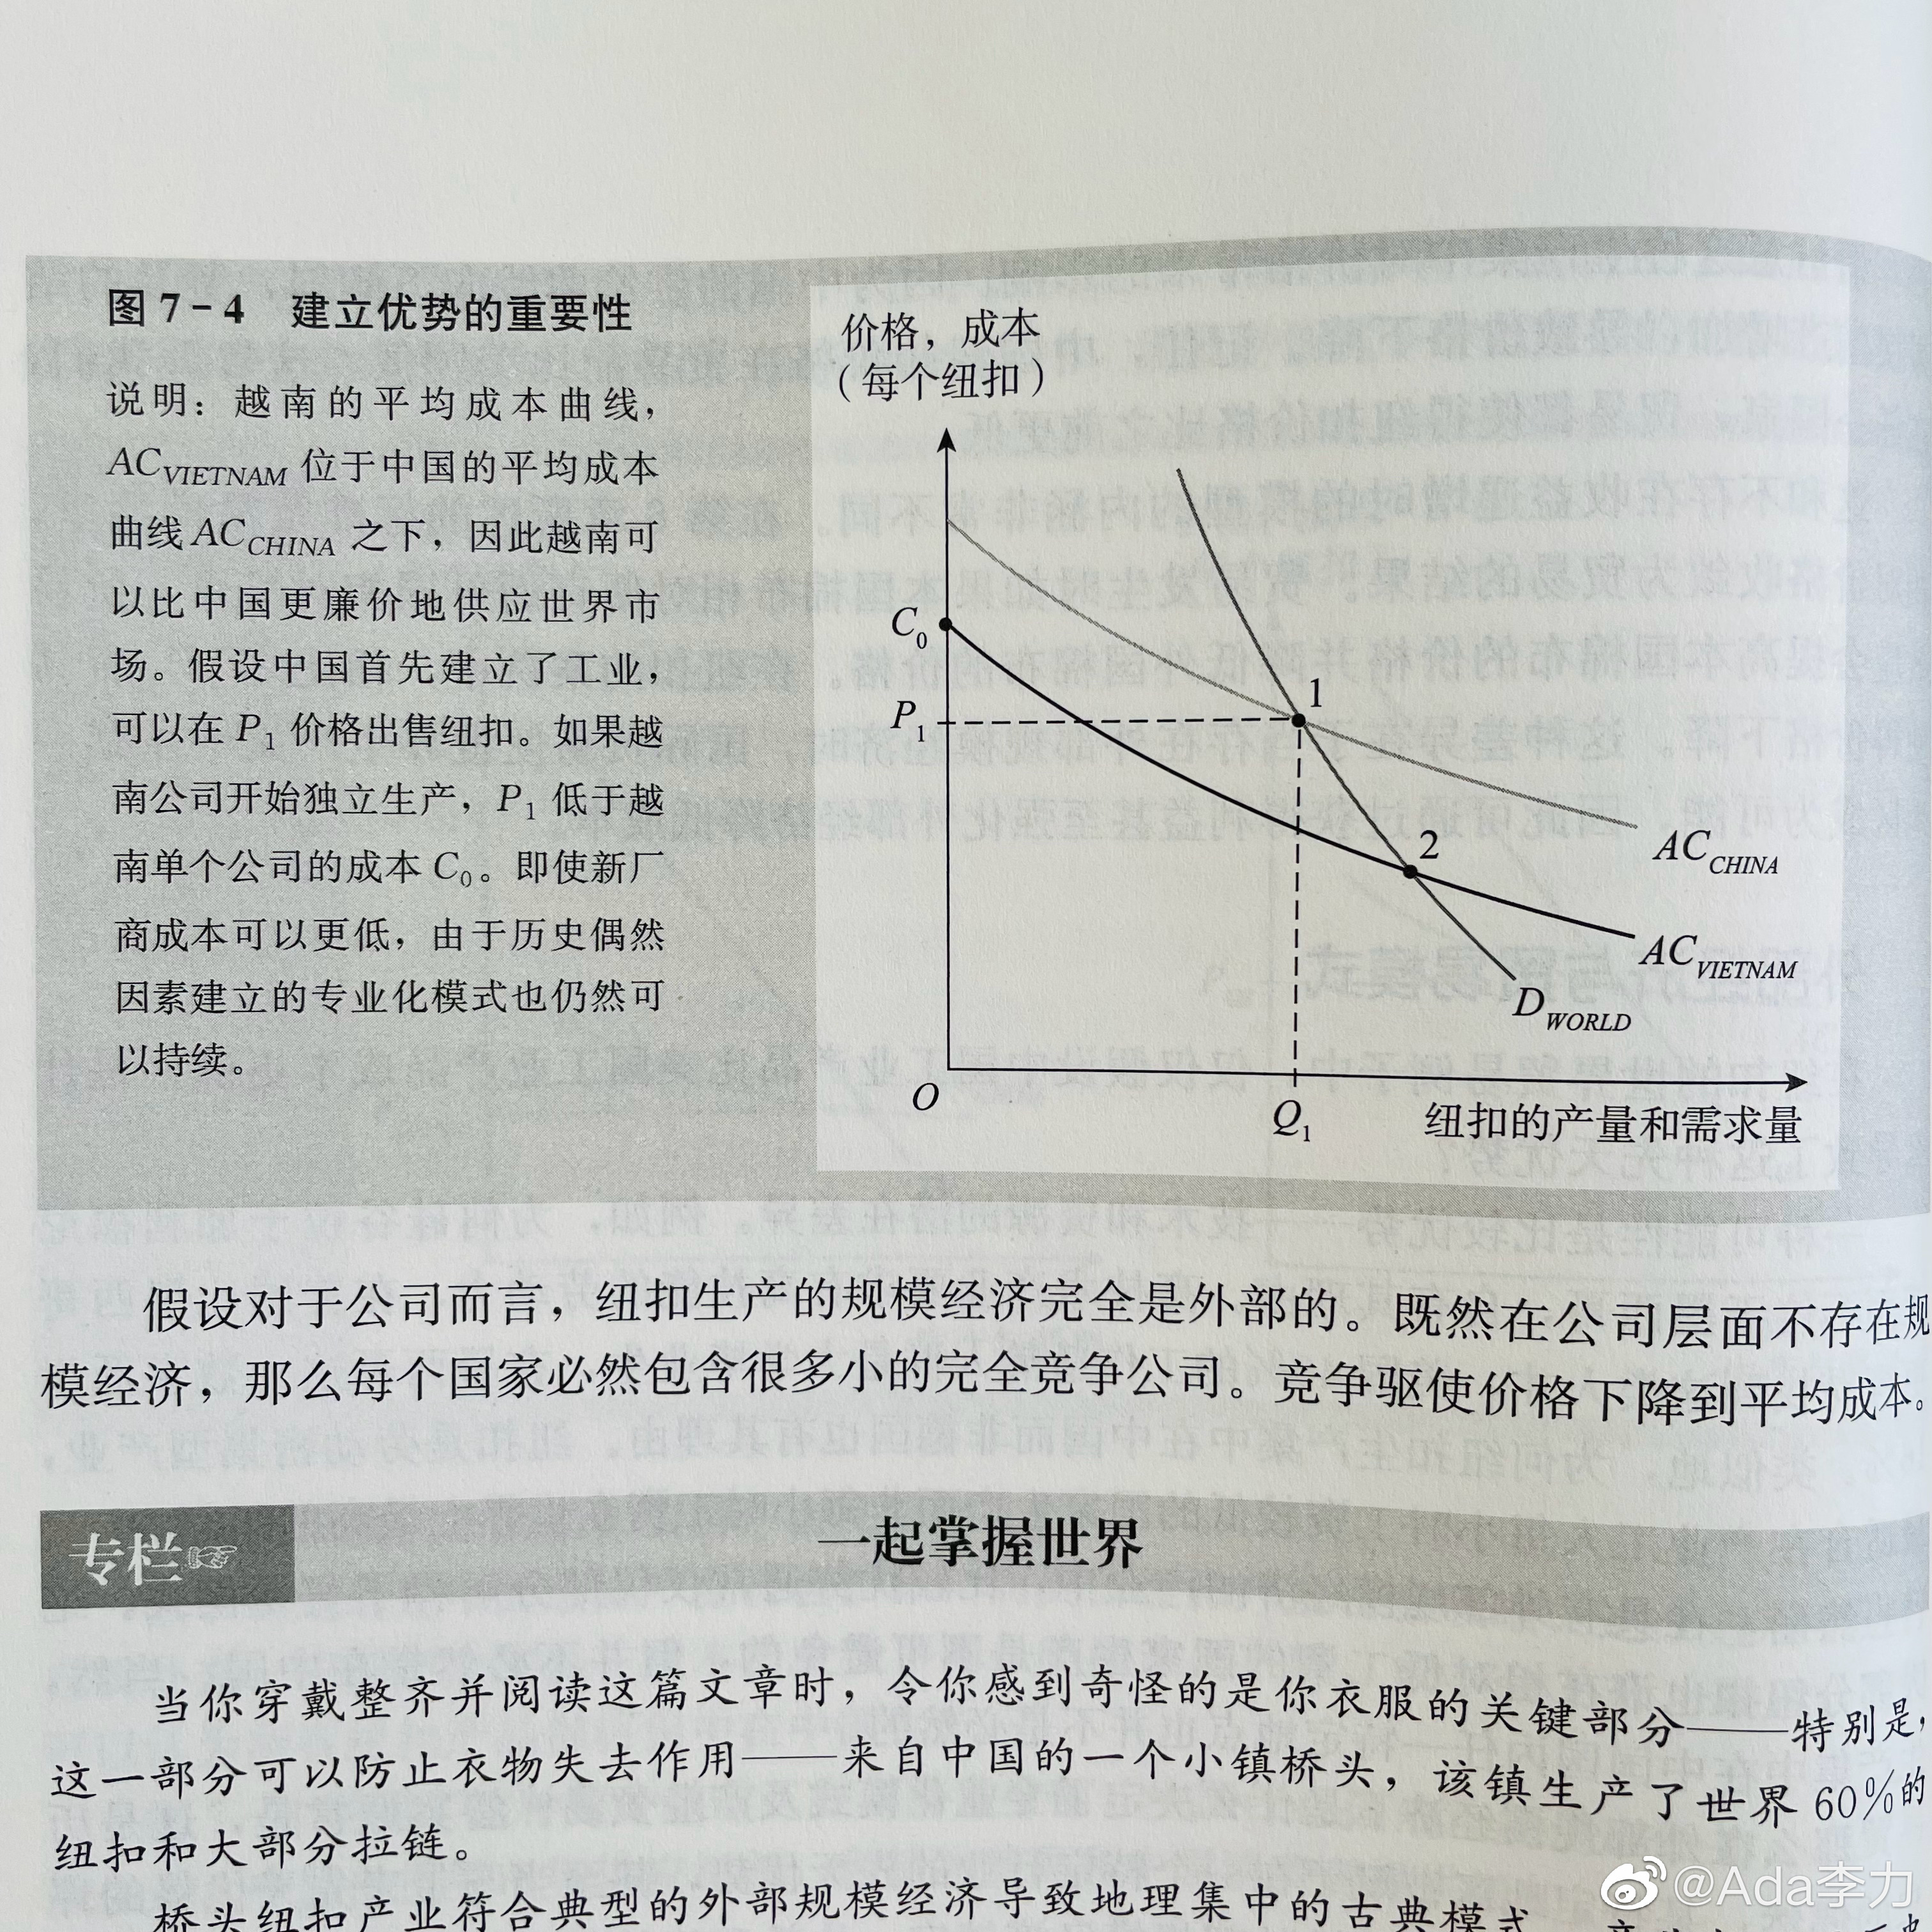 图 7-4 建立优势的重要性
说明：越南的平均成本曲线，
AC_VIETNAM 位于中国的平均成本
曲线 AC_CHINA 之下，因此越南可
以比中国更廉价地供应世界市
场。假设中国首先建立了工业，
可以在 P₁ 价格出售纽扣。如果越
南公司开始独立生产，P₁ 低于越
南单个公司的成本 C₀。即使新厂
商成本可以更低，由于历史偶然
因素建立的专业化模式也仍然可
以持续。
价格，成本
（每个纽扣）
C₀
P₁
1
2
AC_CHINA
AC_VIETNAM
D_WORLD
O
Q₁
纽扣的产量和需求量
假设对于公司而言，纽扣生产的规模经济完全是外部的。既然在公司层面不存在规
模经济，那么每个国家必然包含很多小的完全竞争公司。竞争驱使价格下降到平均成本。
专栏
一起掌握世界
当你穿戴整齐并阅读这篇文章时，令你感到奇怪的是你衣服的关键部分——特别是，
这一部分可以防止衣物失去作用——来自中国的一个小镇桥头，该镇生产了世界 60%的
纽扣和大部分拉链。
桥头纽扣产业符合典型的外部规模经济导致地理集中的古典模式
@Ada李力